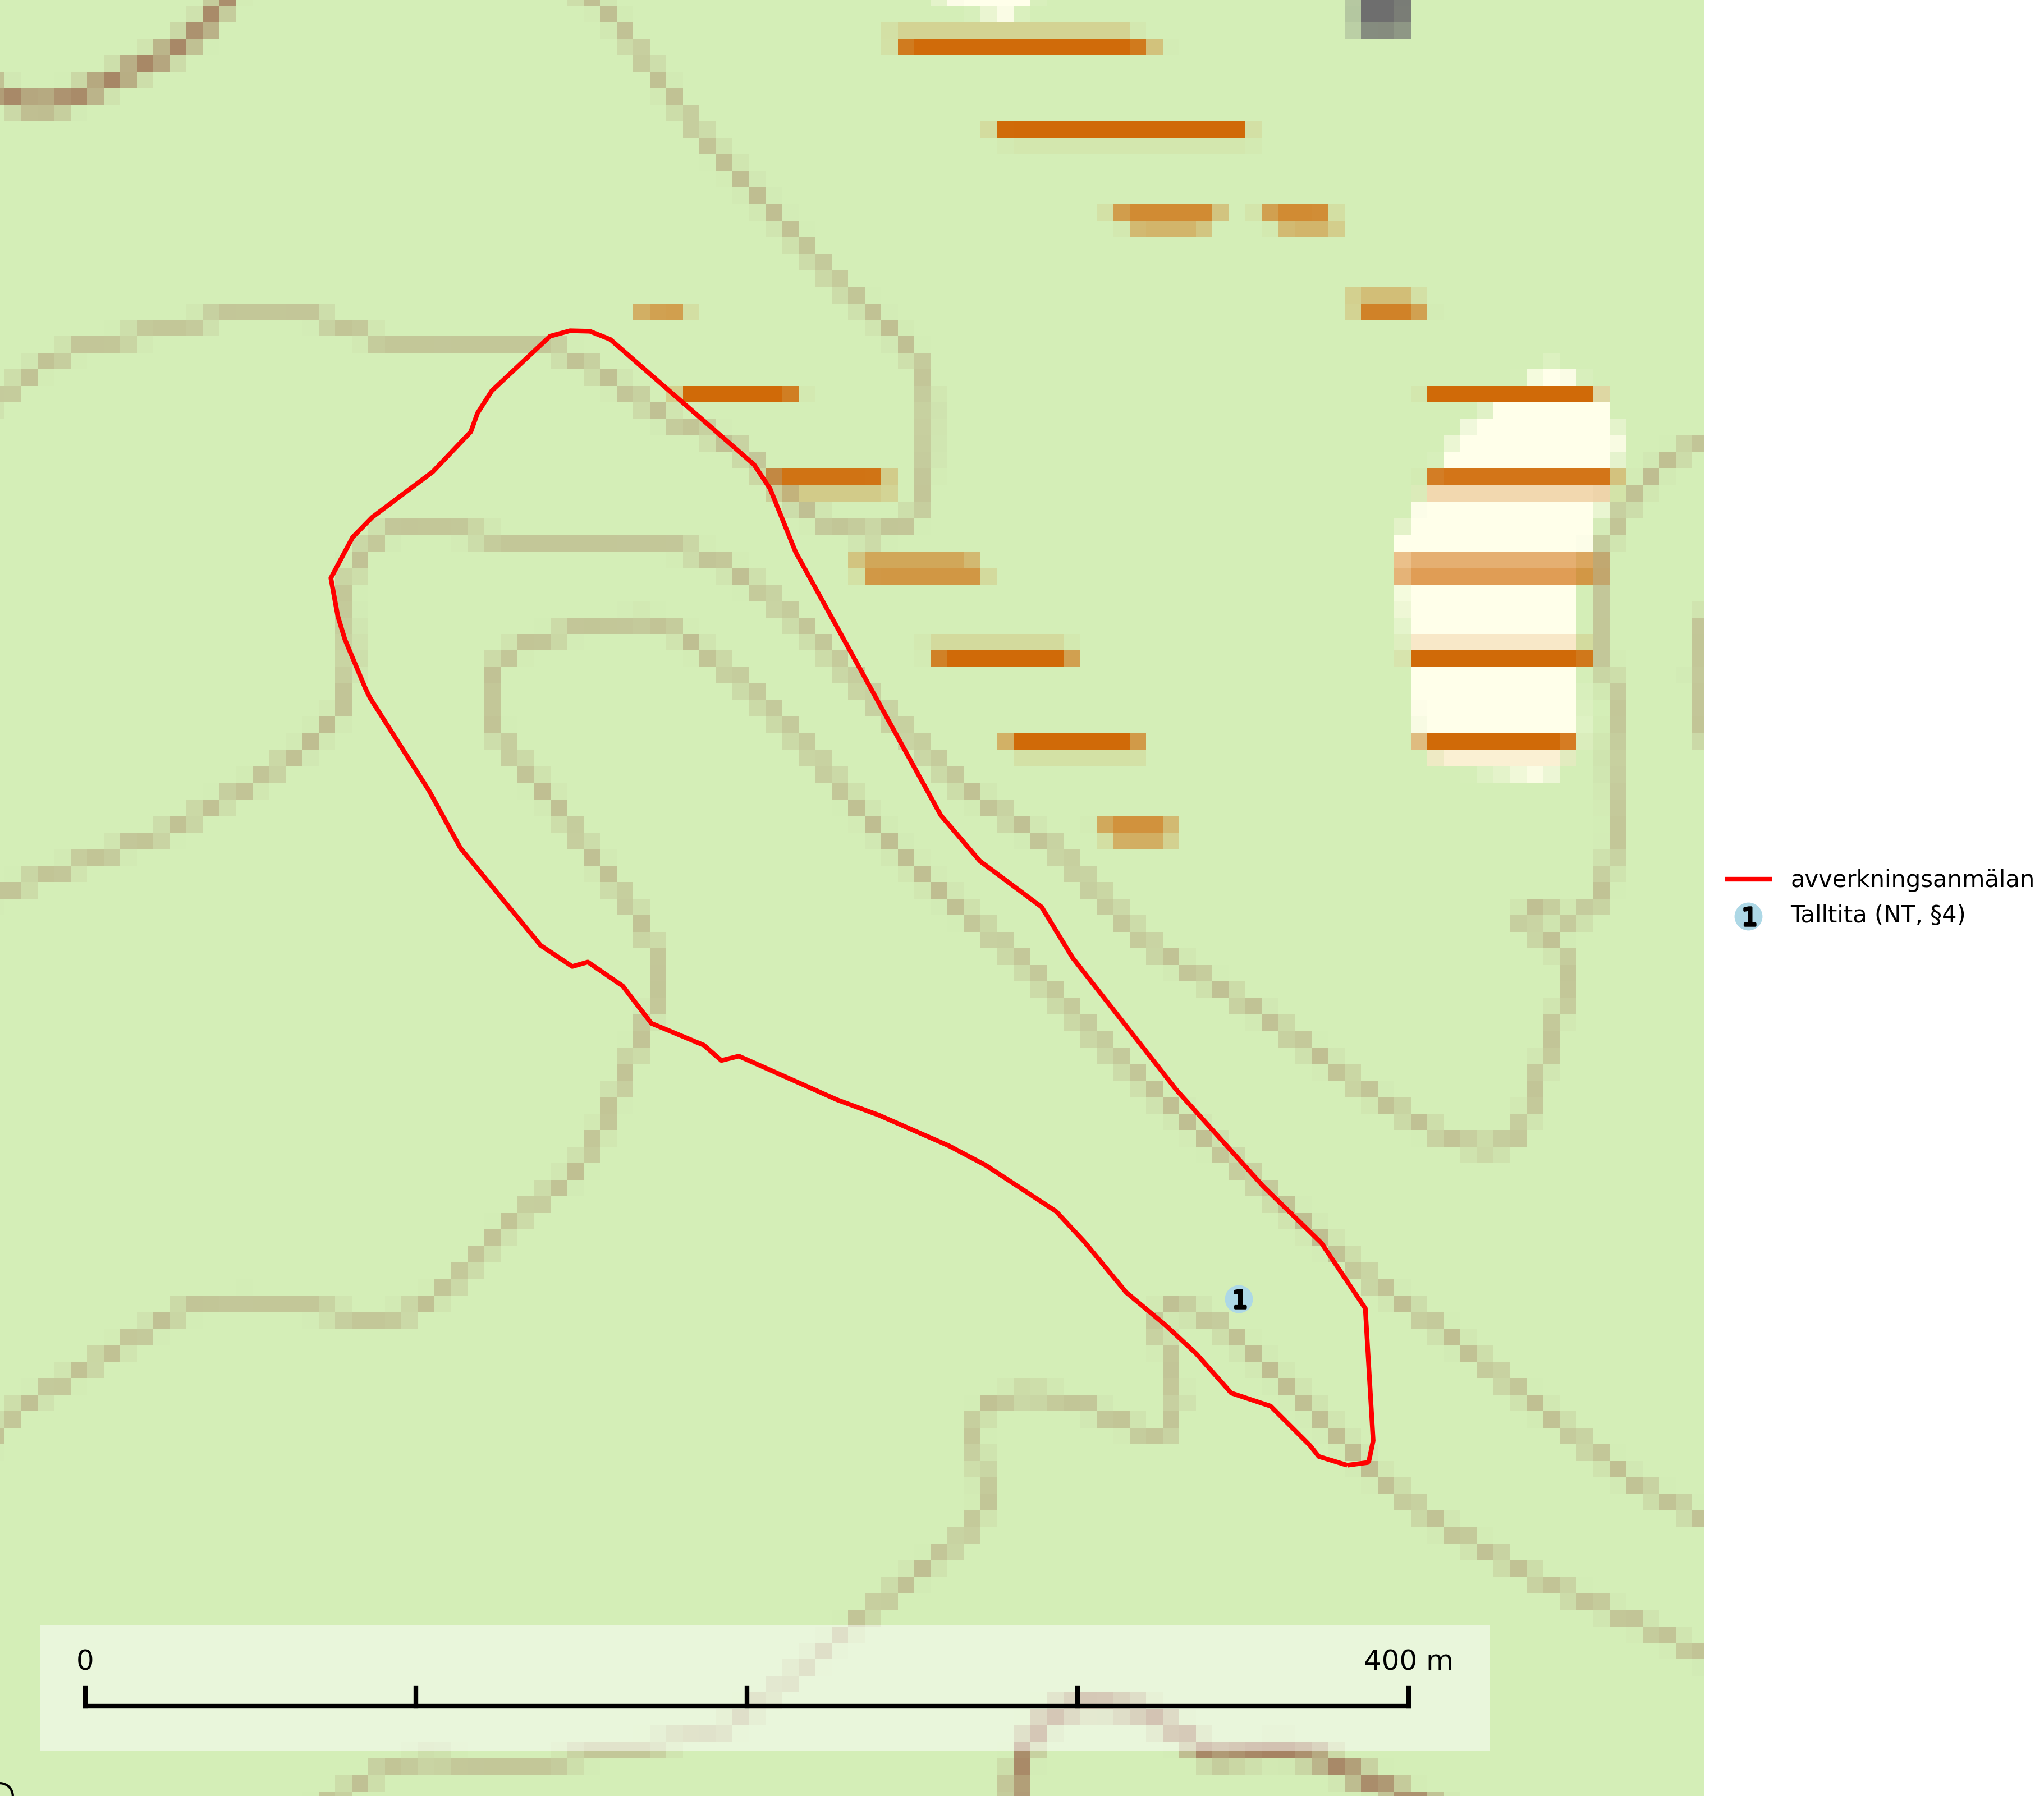 avverkningsanmälan
1 Talltita (NT, §4)
1
0 400 m